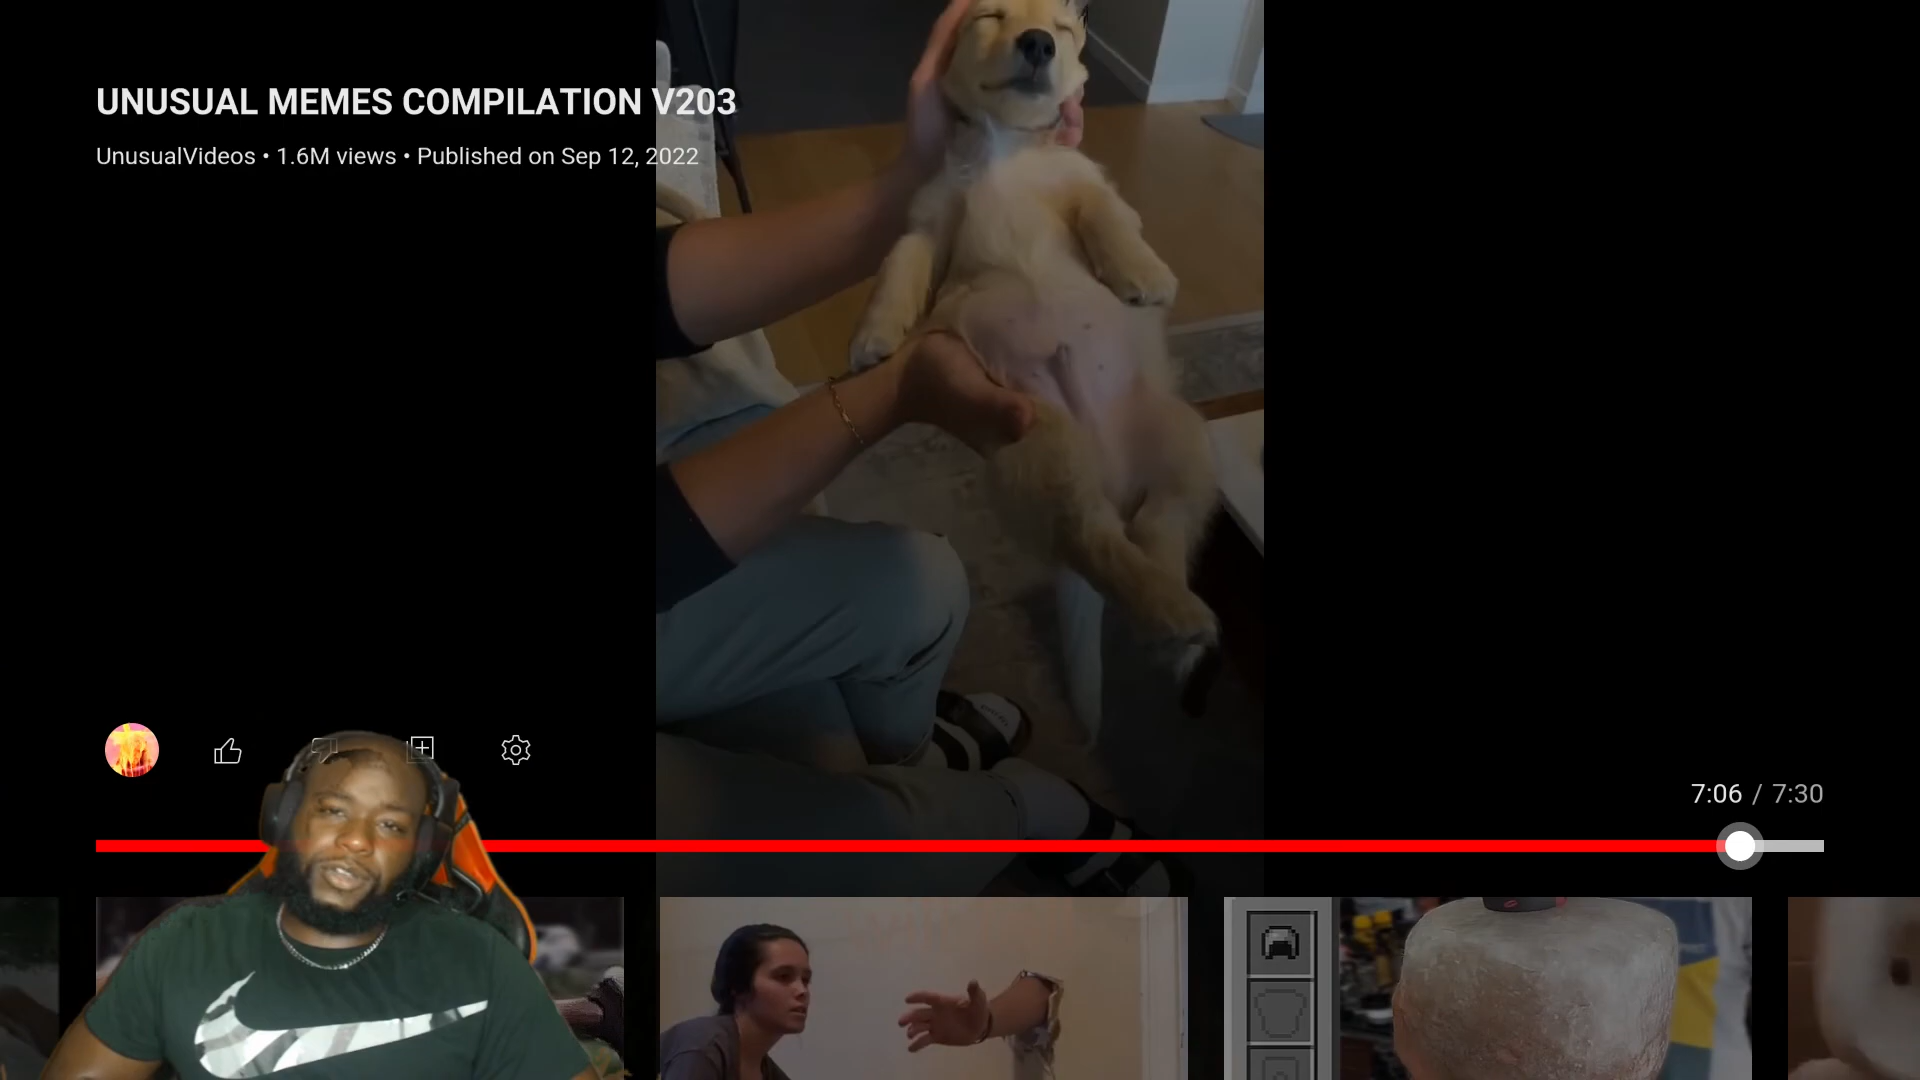 UNUSUAL MEMES COMPILATION V203
UnusualVideos • 1.6M views • Published on Sep 12, 2022
7:06 / 7:30